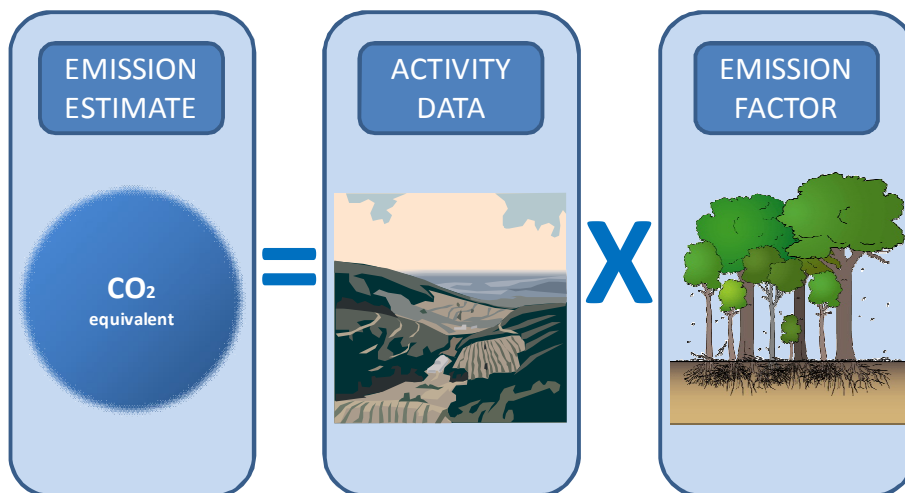 EMISSION
ESTIMATE
CO₂
equivalent
=
ACTIVITY
DATA
X
EMISSION
FACTOR